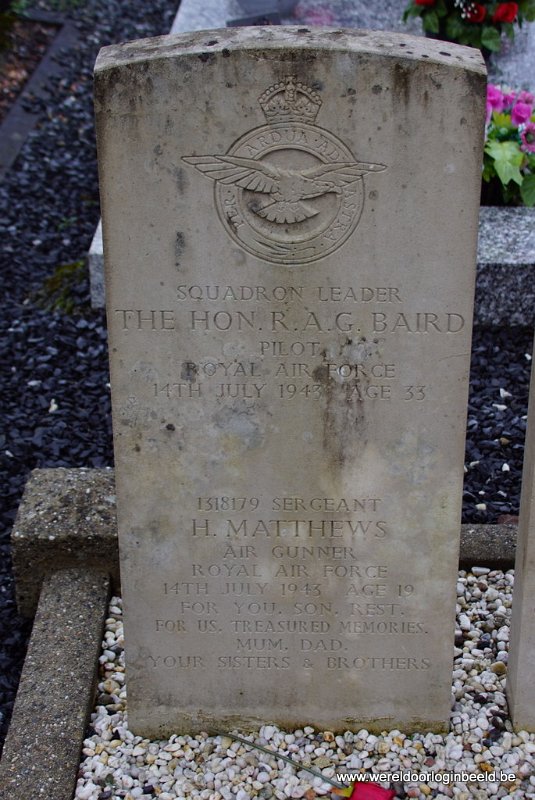 PER ARDUA AD ASTRA
SQUADRON LEADER
THE HON. R.A.G. BAIRD
PILOT
ROYAL AIR FORCE
14TH JULY 1943 AGE 33
1318179 SERGEANT
H. MATTHEWS
AIR GUNNER
ROYAL AIR FORCE
14TH JULY 1943 AGE 19
FOR YOU, SON, REST.
FOR US, TREASURED MEMORIES.
MUM, DAD,
YOUR SISTERS & BROTHERS
www.wereldoorloginbeeld.be